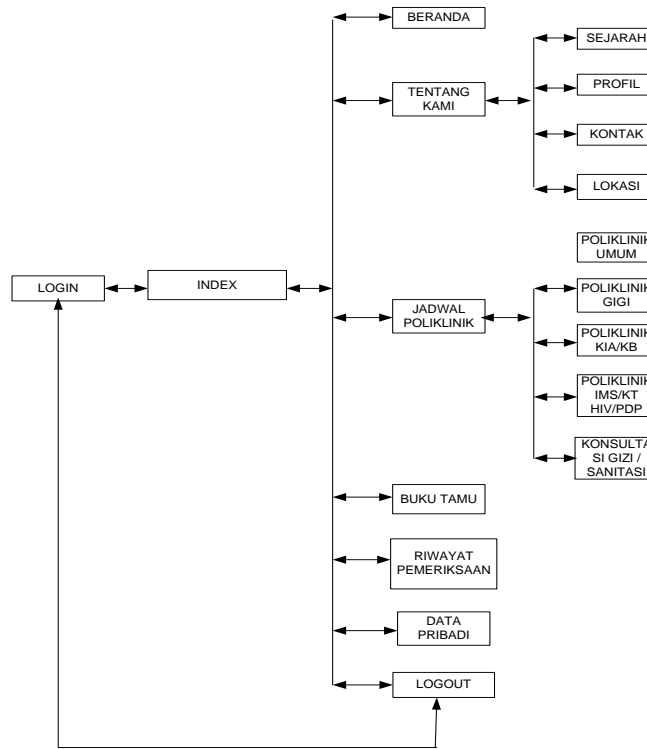 BERANDA
TENTANG
KAMI
SEJARAH
PROFIL
KONTAK
LOKASI
LOGIN
INDEX
JADWAL
POLIKLINIK
POLIKLINIK
UMUM
POLIKLINIK
GIGI
POLIKLINIK
KIA/KB
POLIKLINIK
IMS/KT
HIV/PDP
KONSULTA
SI GIZI /
SANITASI
BUKU TAMU
RIWAYAT
PEMERIKSAAN
DATA
PRIBADI
LOGOUT